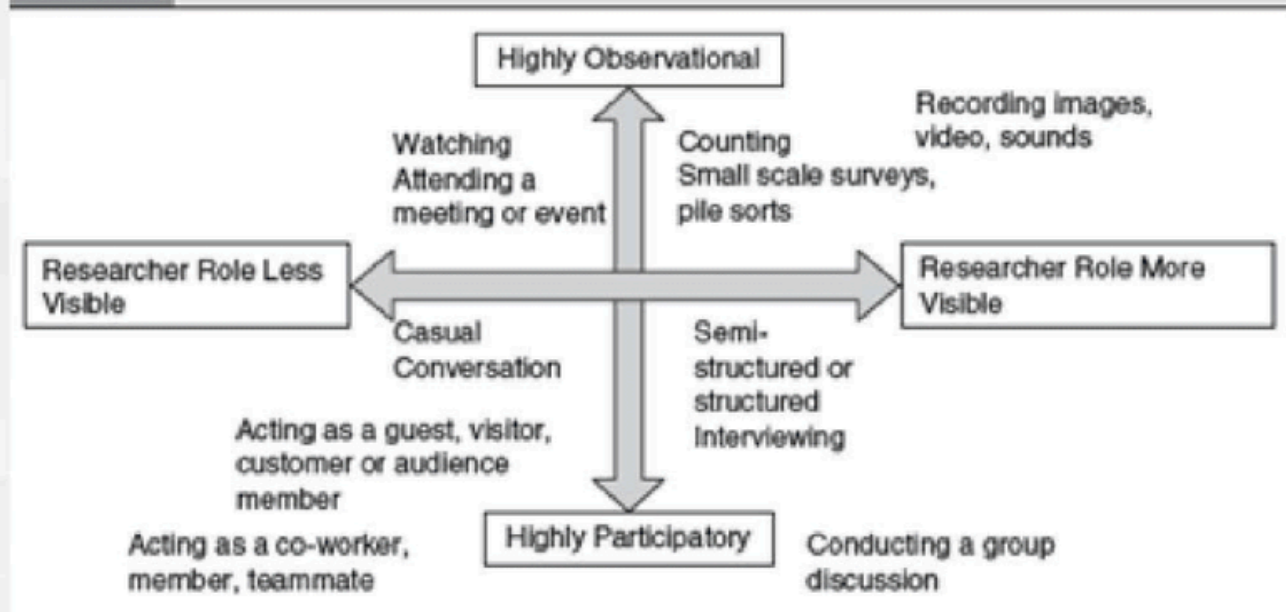 Highly Observational
Recording images,
video, sounds
Watching
Attending a
meeting or event
Counting
Small scale surveys,
pile sorts
Researcher Role Less
Visible
Researcher Role More
Visible
Casual
Conversation
Semi-
structured or
structured
Interviewing
Acting as a guest, visitor,
customer or audience
member
Acting as a co-worker,
member, teammate
Highly Participatory
Conducting a group
discussion